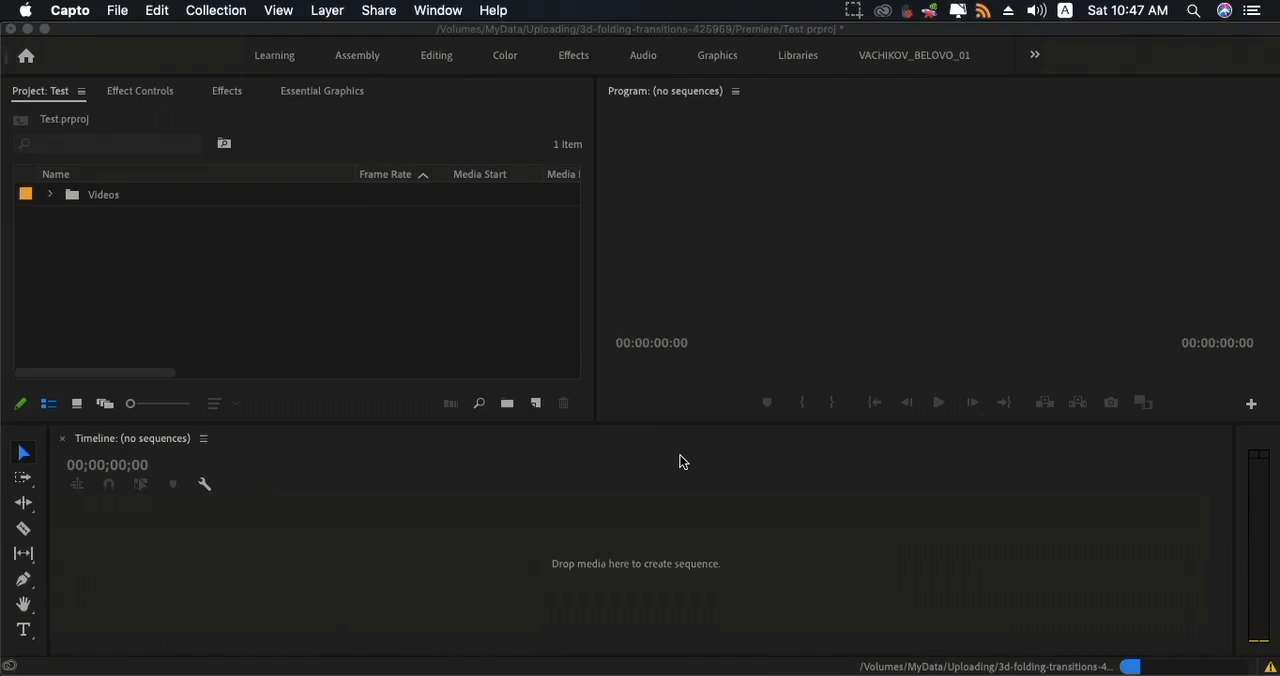 Capto File Edit Collection View Layer Share Window Help A Sat 10:47 AM
/Volumes/MyData/Uploading/3d-folding-transitions-425959/Premiere/Test.prproj *
Learning Assembly Editing Color Effects Audio Graphics Libraries VACHIKOV_BELOVO_01
Project: Test Effect Controls Effects Essential Graphics
Program: (no sequences)
Test.prproj
1 Item
Name Frame Rate Media Start Media
Videos
00:00:00:00 00:00:00:00
Timeline: (no sequences)
00;00;00;00
Drop media here to create sequence.
/Volumes/MyData/Uploading/3d-folding-transitions-4...